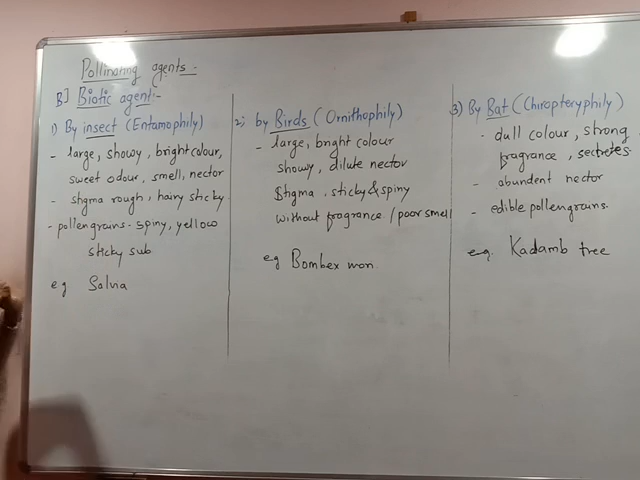 Pollinating agents:-
B] Biotic agent:-
1) By insect (Entamophily)
- large, showy, bright colour,
sweet odour, smell, nector
- stigma rough, hairy sticky
- pollengrains- spiny, yellow
sticky sub
eg Salvia
2) by Birds (Ornithophily)
- large, bright colour
showy, dilute nector
Stigma, sticky & spiny
without fragrance / poor smell
eg Bombex mon.
3) By Bat (Chiropteryphily)
- dull colour, strong
fragrance, secretes
- abundent nector
- edible pollengrains.
eg. Kadamb tree